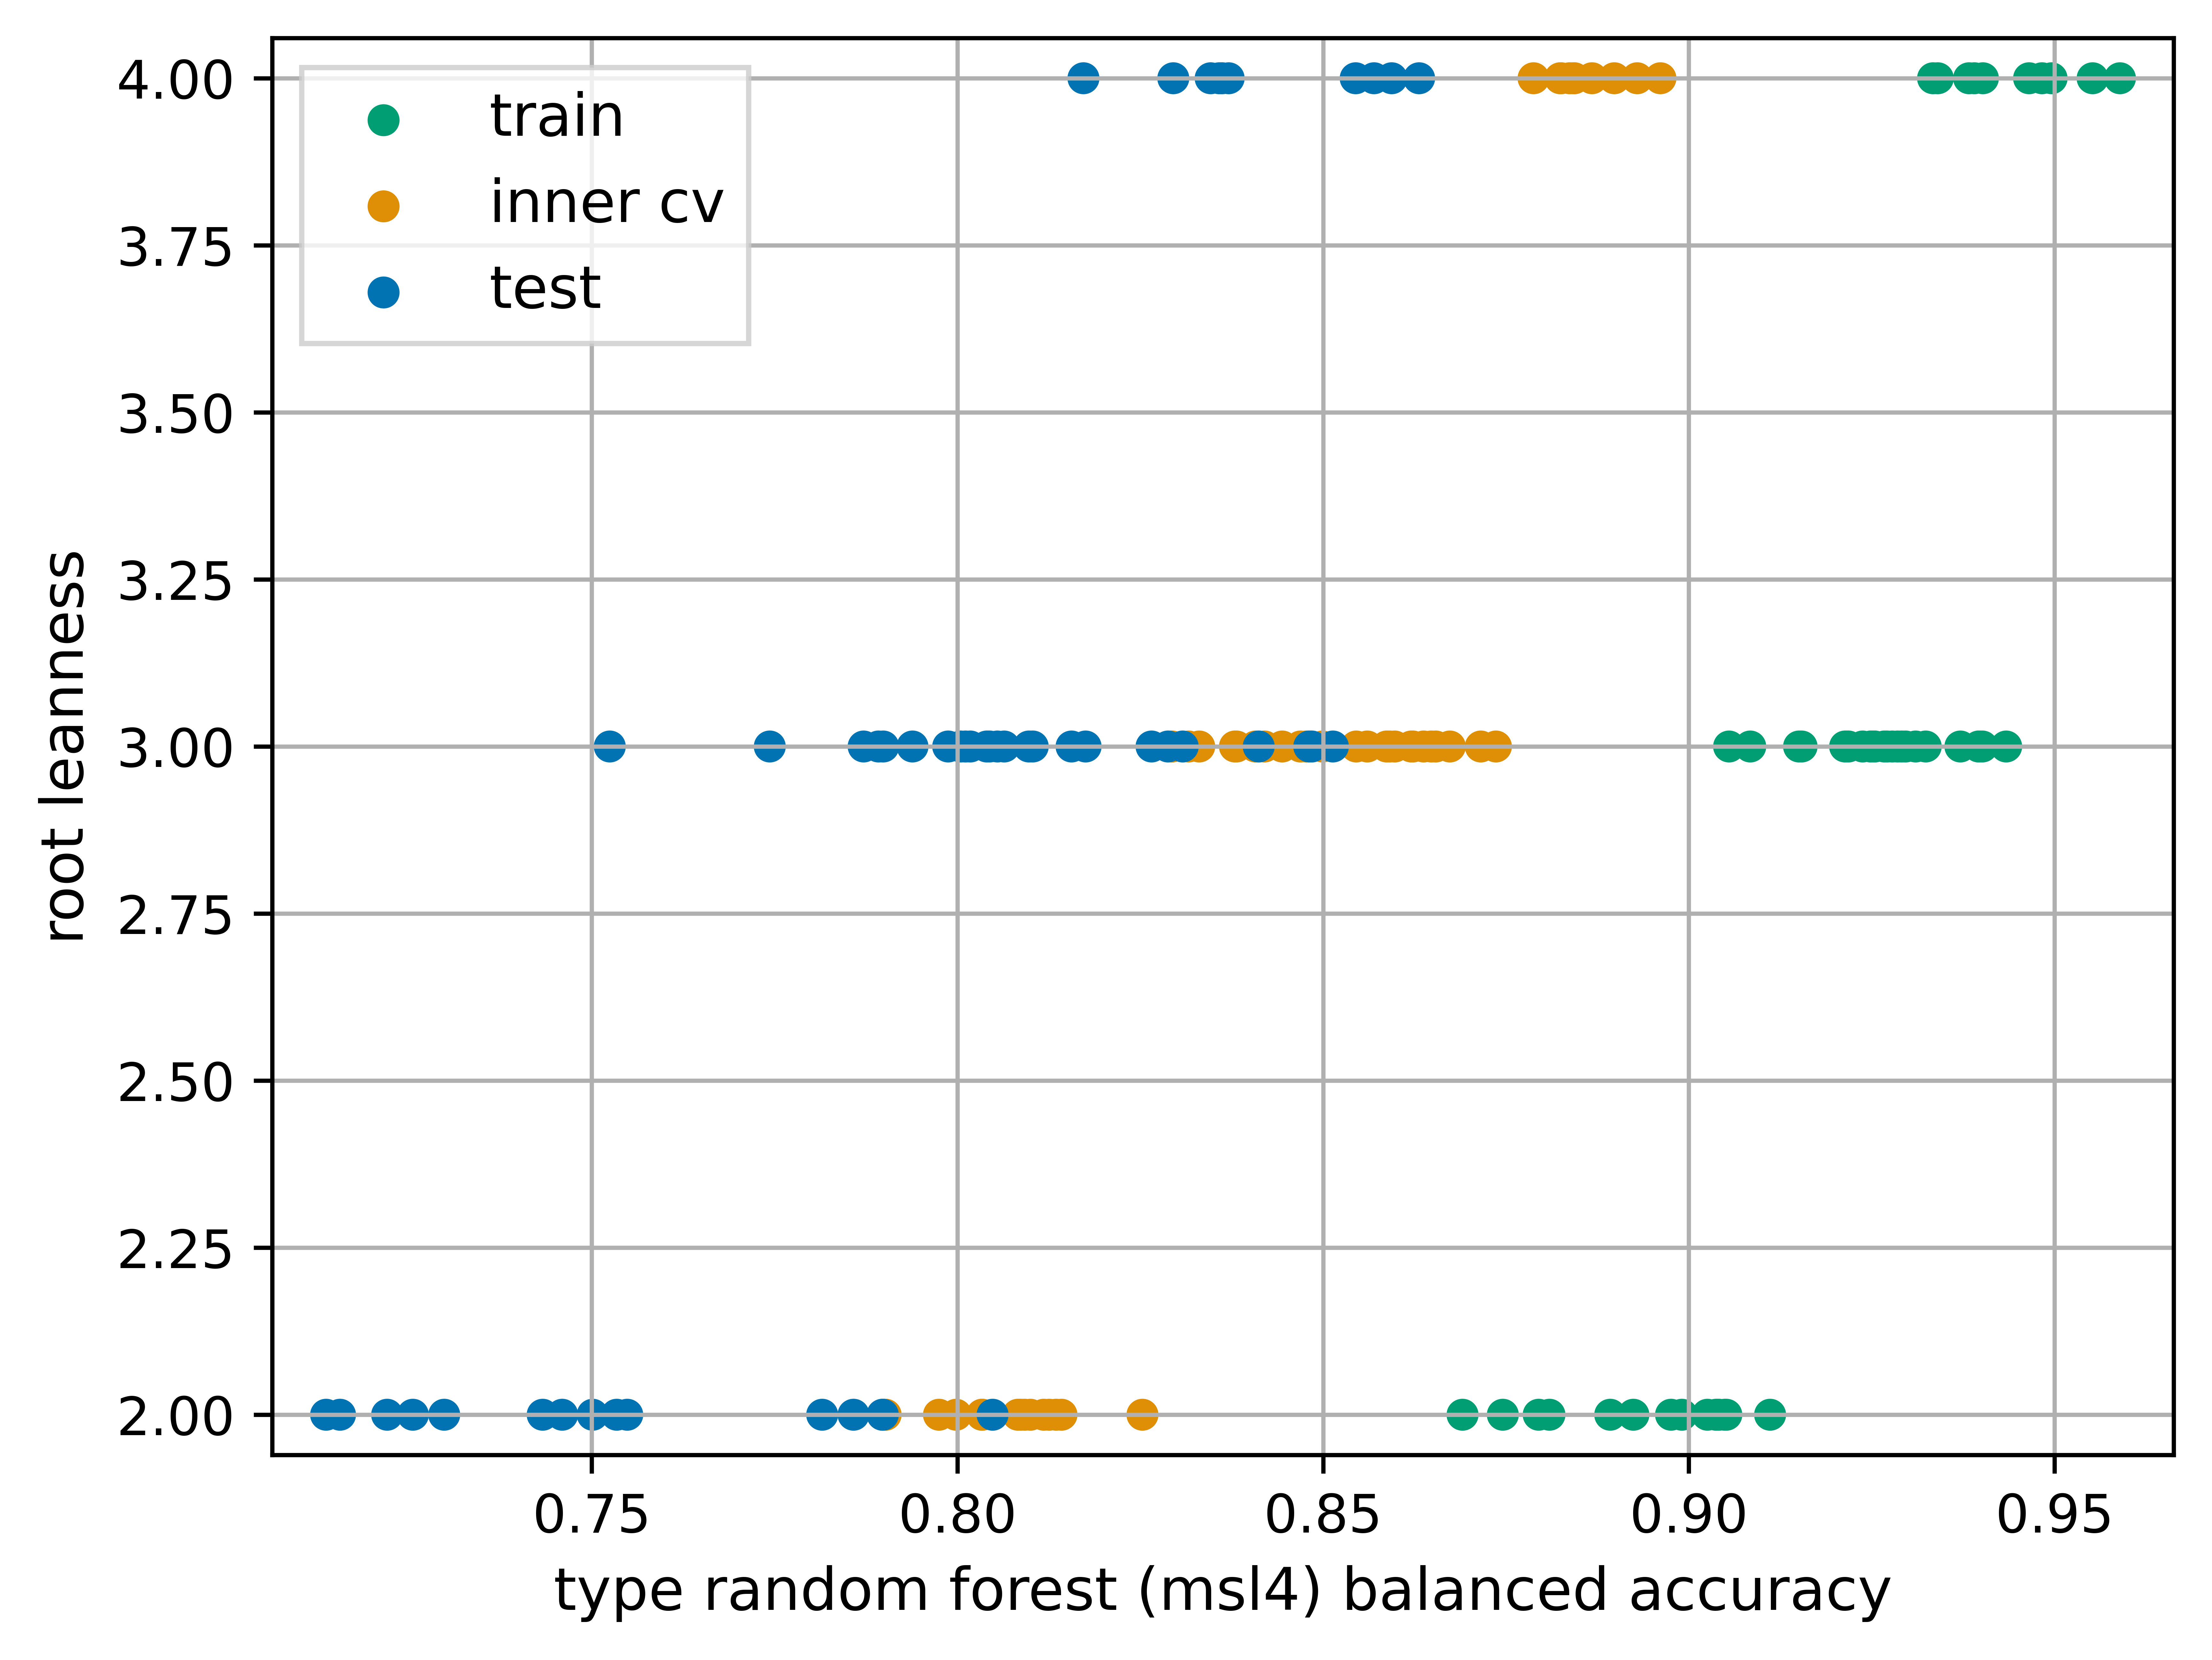 train
inner cv
test
4.00
3.75
3.50
3.25
3.00
2.75
2.50
2.25
2.00
root leanness
0.75 0.80 0.85 0.90 0.95
type random forest (msl4) balanced accuracy